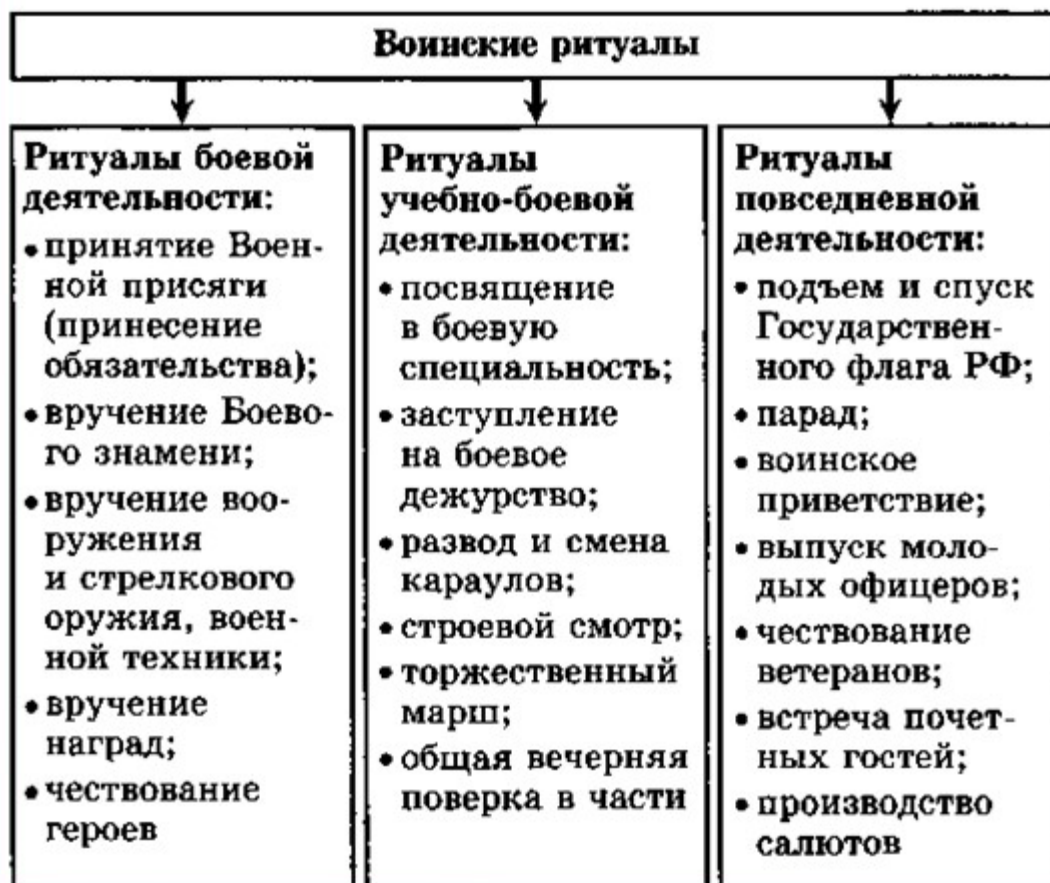 Воинские ритуалы
Ритуалы боевой
деятельности:
• принятие Воен-
ной присяги
(принесение
обязательства);
• вручение Боево-
го знамени;
• вручение воо-
ружения
и стрелкового
оружия, воен-
ной техники;
• вручение
наград;
• чествование
героев
Ритуалы
учебно-боевой
деятельности:
• посвящение
в боевую
специальность;
• заступление
на боевое
дежурство;
• развод и смена
караулов;
• строевой смотр;
• торжественный
марш;
• общая вечерняя
поверка в части
Ритуалы
повседневной
деятельности:
• подъем и спуск
Государствен-
ного флага РФ;
• парад;
• воинское
приветствие;
• выпуск моло-
дых офицеров;
• чествование
ветеранов;
• встреча почет-
ных гостей;
• производство
салютов